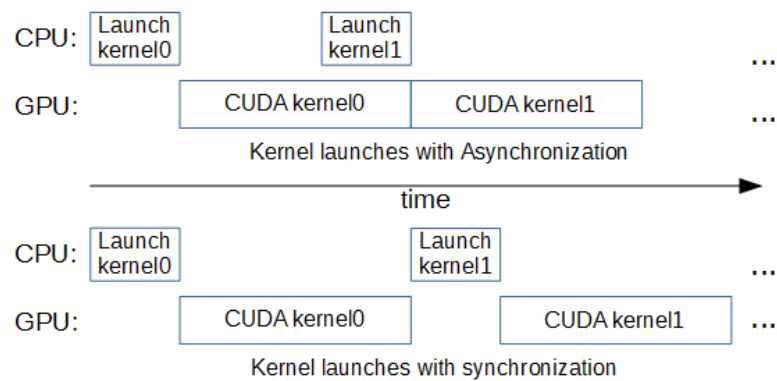 CPU:
Launch
kernel0
Launch
kernel1
...
GPU:
CUDA kernel0
CUDA kernel1
...
Kernel launches with Asynchronization
time
CPU:
Launch
kernel0
Launch
kernel1
...
GPU:
CUDA kernel0
CUDA kernel1
...
Kernel launches with synchronization